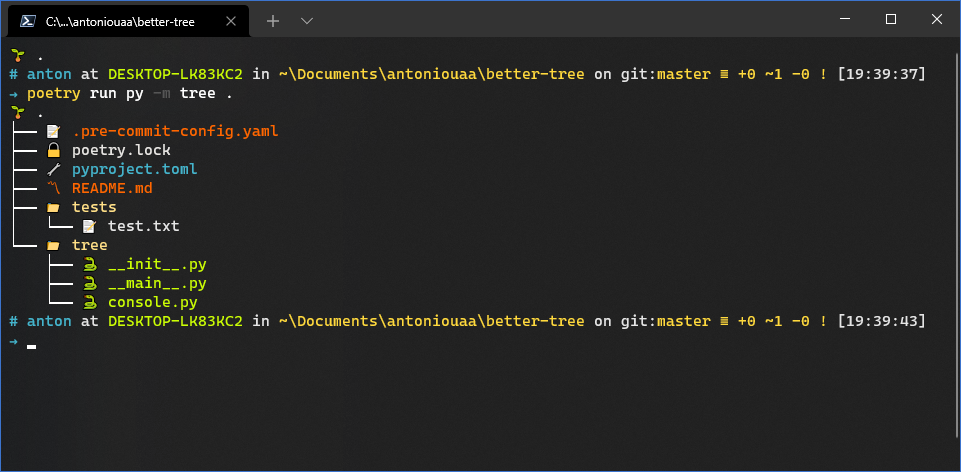 C:\...\antoniouaa\better-tree
.
# anton at DESKTOP-LK83KC2 in ~\Documents\antoniouaa\better-tree on git:master ≡ +0 ~1 -0 ! [19:39:37]
→ poetry run py -m tree .
.
.pre-commit-config.yaml
poetry.lock
pyproject.toml
README.md
tests
test.txt
tree
__init__.py
__main__.py
console.py
# anton at DESKTOP-LK83KC2 in ~\Documents\antoniouaa\better-tree on git:master ≡ +0 ~1 -0 ! [19:39:43]
→